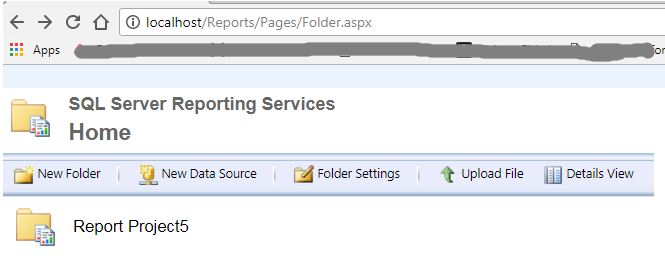 localhost/Reports/Pages/Folder.aspx
Apps
SQL Server Reporting Services
Home
New Folder New Data Source Folder Settings Upload File Details View
Report Project5